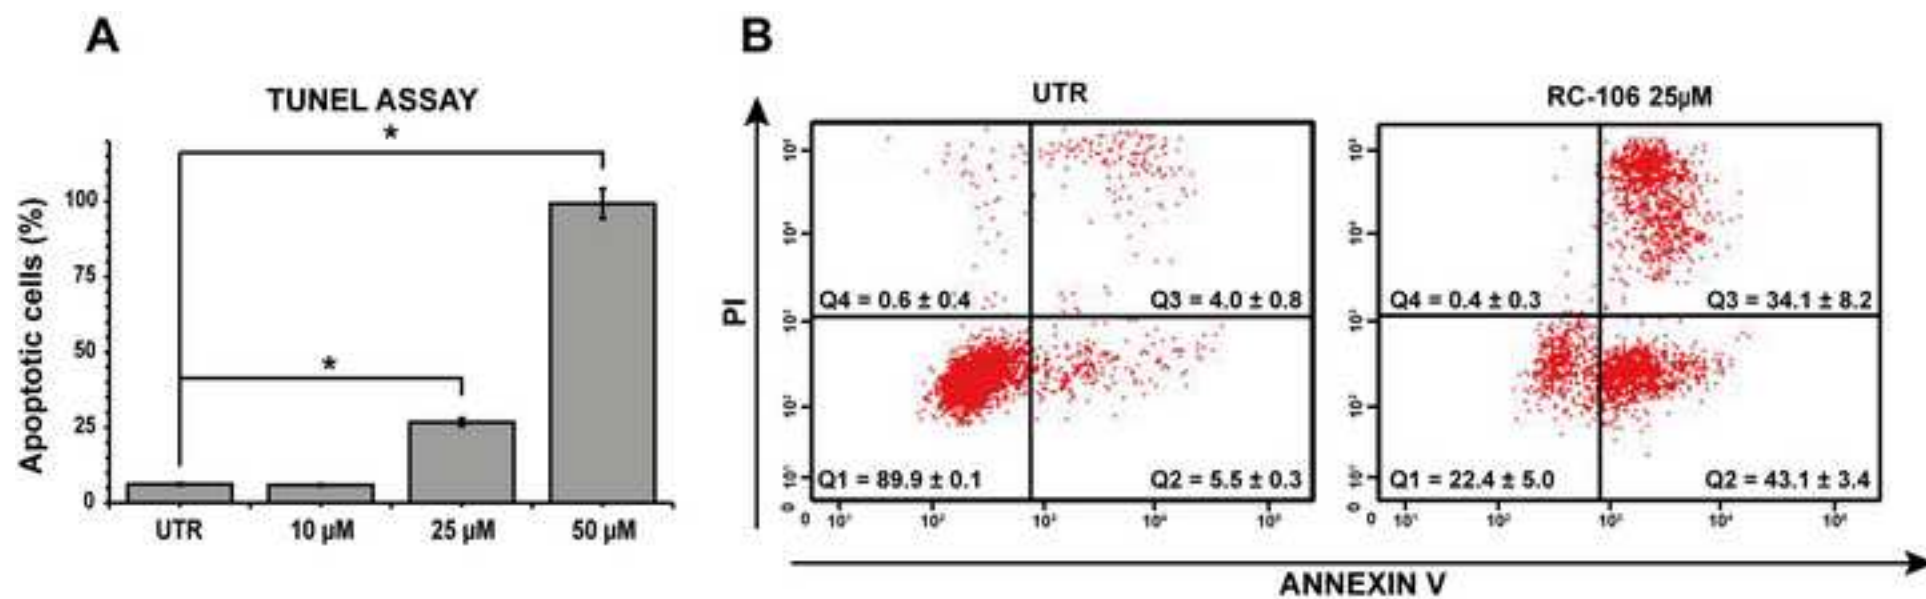 A
TUNEL ASSAY
*
*
Apoptotic cells (%)
100
75
50
25
0
UTR 10 µM 25 µM 50 µM
B
UTR
RC-106 25µM
PI
Q4 = 0.6 ± 0.4 Q3 = 4.0 ± 0.8
Q1 = 89.9 ± 0.1 Q2 = 5.5 ± 0.3
Q4 = 0.4 ± 0.3 Q3 = 34.1 ± 8.2
Q1 = 22.4 ± 5.0 Q2 = 43.1 ± 3.4
ANNEXIN V